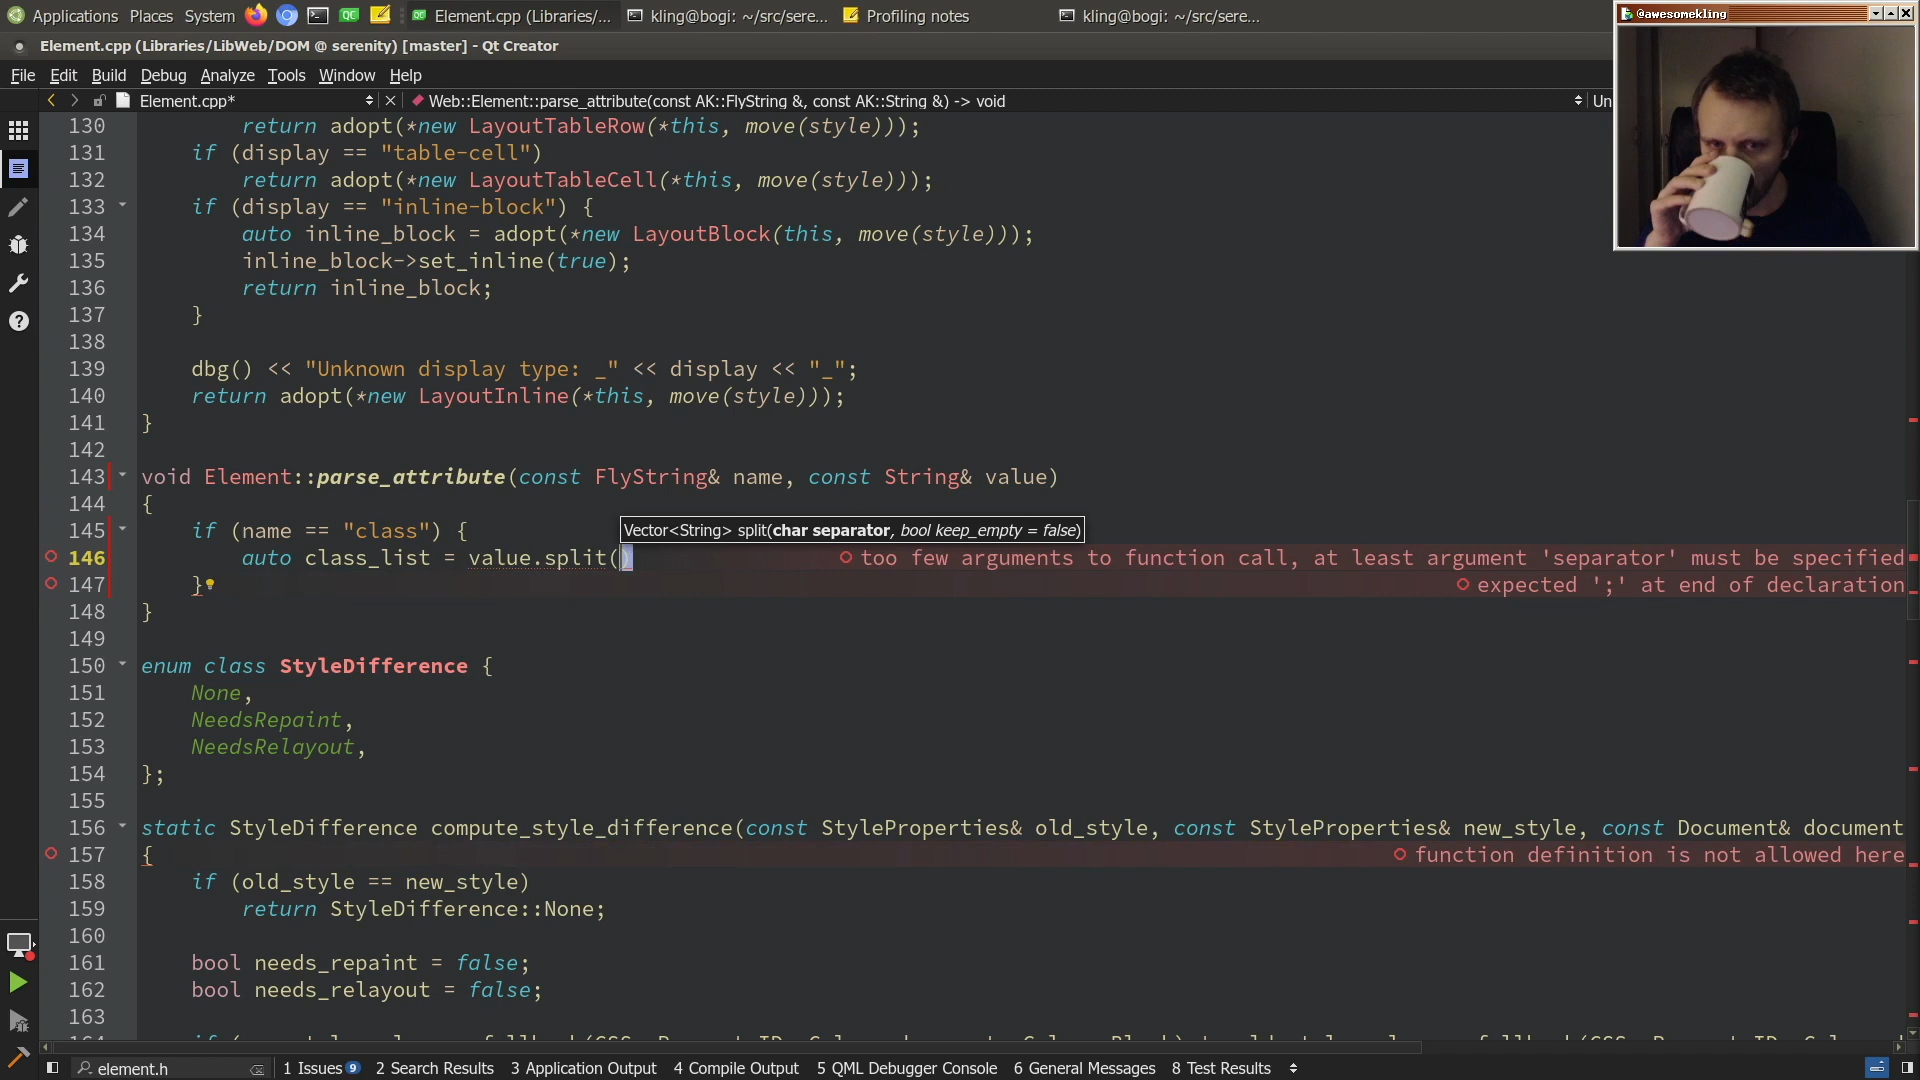 Applications Places System Element.cpp (Libraries/... kling@bogi: ~/src/sere... Profiling notes kling@bogi: ~/src/sere...
@awesomekling
Element.cpp (Libraries/LibWeb/DOM @ serenity) [master] - Qt Creator
File Edit Build Debug Analyze Tools Window Help
Element.cpp* Web::Element::parse_attribute(const AK::FlyString &, const AK::String &) -> void Un
130 return adopt(*new LayoutTableRow(*this, move(style)));
131 if (display == "table-cell")
132 return adopt(*new LayoutTableCell(*this, move(style)));
133 if (display == "inline-block") {
134 auto inline_block = adopt(*new LayoutBlock(this, move(style)));
135 inline_block->set_inline(true);
136 return inline_block;
137 }
138
139 dbg() << "Unknown display type: _" << display << "_";
140 return adopt(*new LayoutInline(*this, move(style)));
141 }
142
143 void Element::parse_attribute(const FlyString& name, const String& value)
144 {
145 if (name == "class") {
Vector<String> split(char separator, bool keep_empty = false)
146 auto class_list = value.split() too few arguments to function call, at least argument 'separator' must be specified
147 } expected ';' at end of declaration
148 }
149
150 enum class StyleDifference {
151 None,
152 NeedsRepaint,
153 NeedsRelayout,
154 };
155
156 static StyleDifference compute_style_difference(const StyleProperties& old_style, const StyleProperties& new_style, const Document& document
157 { function definition is not allowed here
158 if (old_style == new_style)
159 return StyleDifference::None;
160
161 bool needs_repaint = false;
162 bool needs_relayout = false;
163
element.h 1 Issues 9 2 Search Results 3 Application Output 4 Compile Output 5 QML Debugger Console 6 General Messages 8 Test Results